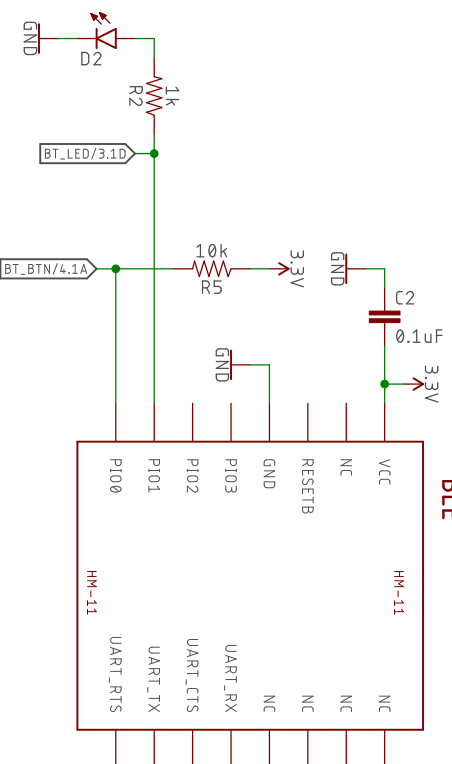 GND
D2
1k
R2
BT_LED/3.1D
10k
R5
3.3V
BT_BTN/4.1A
GND
C2
0.1uF
GND
3.3V
PIO0
PIO1
PIO2
PIO3
GND
RESETB
NC
VCC
HM-11
HM-11
UART_RTS
UART_TX
UART_CTS
UART_RX
NC
NC
NC
NC